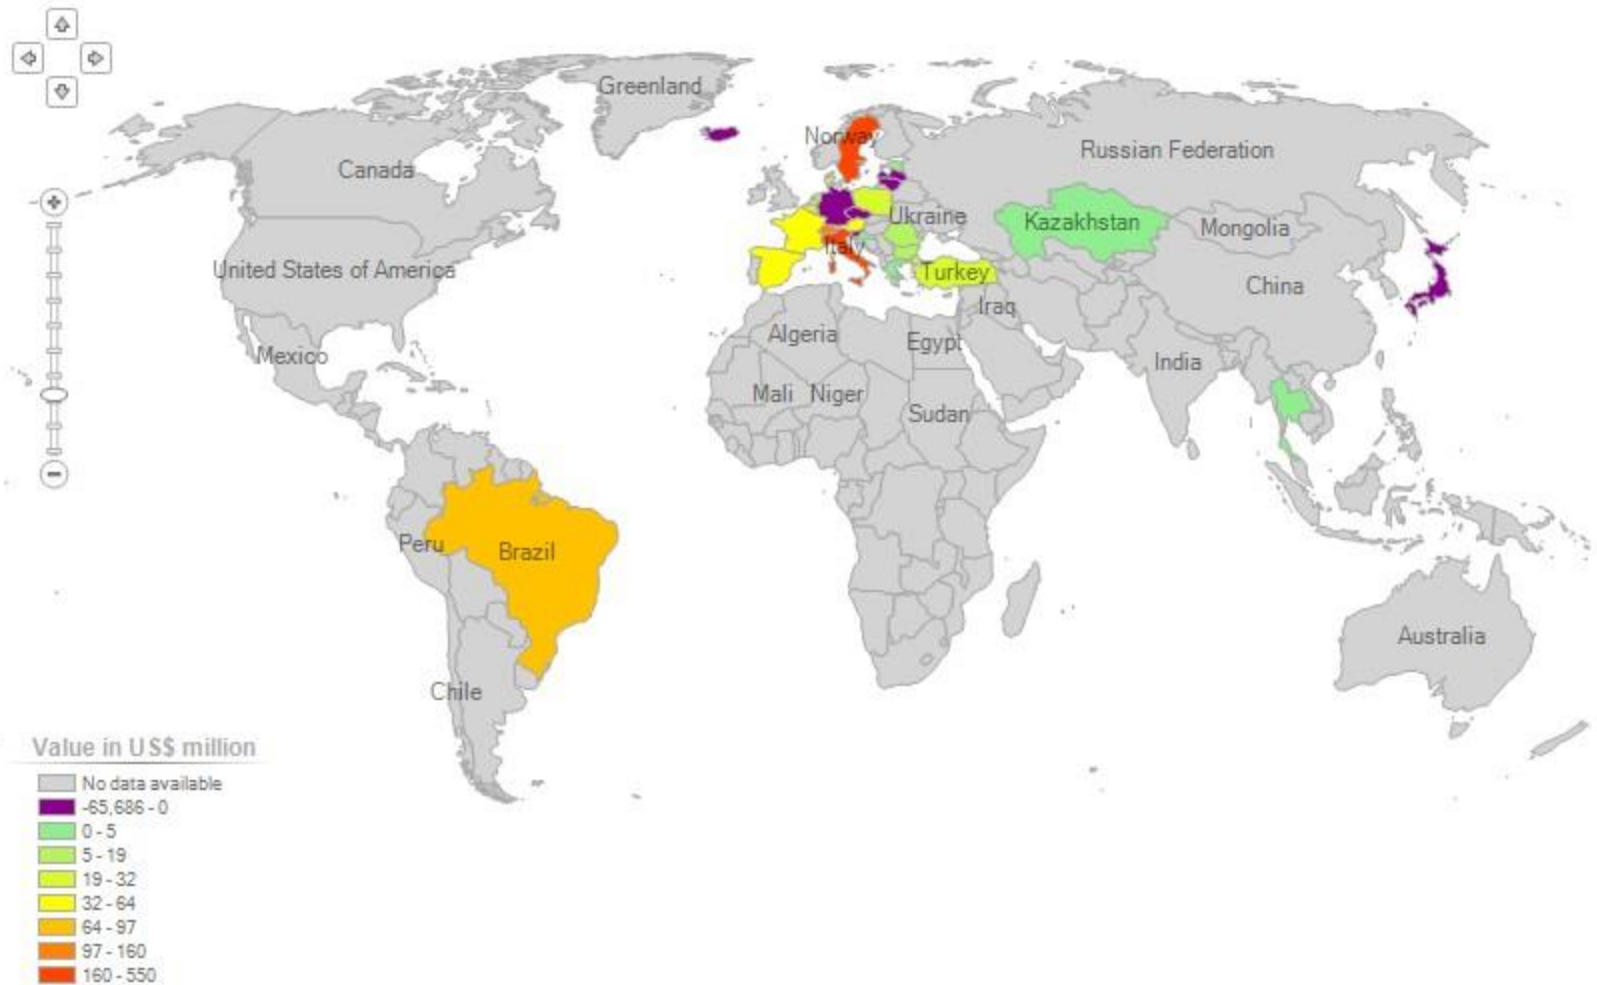 Greenland
Norway
Russian Federation
Canada
Ukraine
Kazakhstan
Mongolia
Italy
United States of America
Turkey
China
Iraq
Algeria
Egypt
Mexico
India
Mali
Niger
Sudan
Peru
Brazil
Australia
Chile
Value in US$ million
No data available
-65,686 - 0
0 - 5
5 - 19
19 - 32
32 - 64
64 - 97
97 - 160
160 - 550